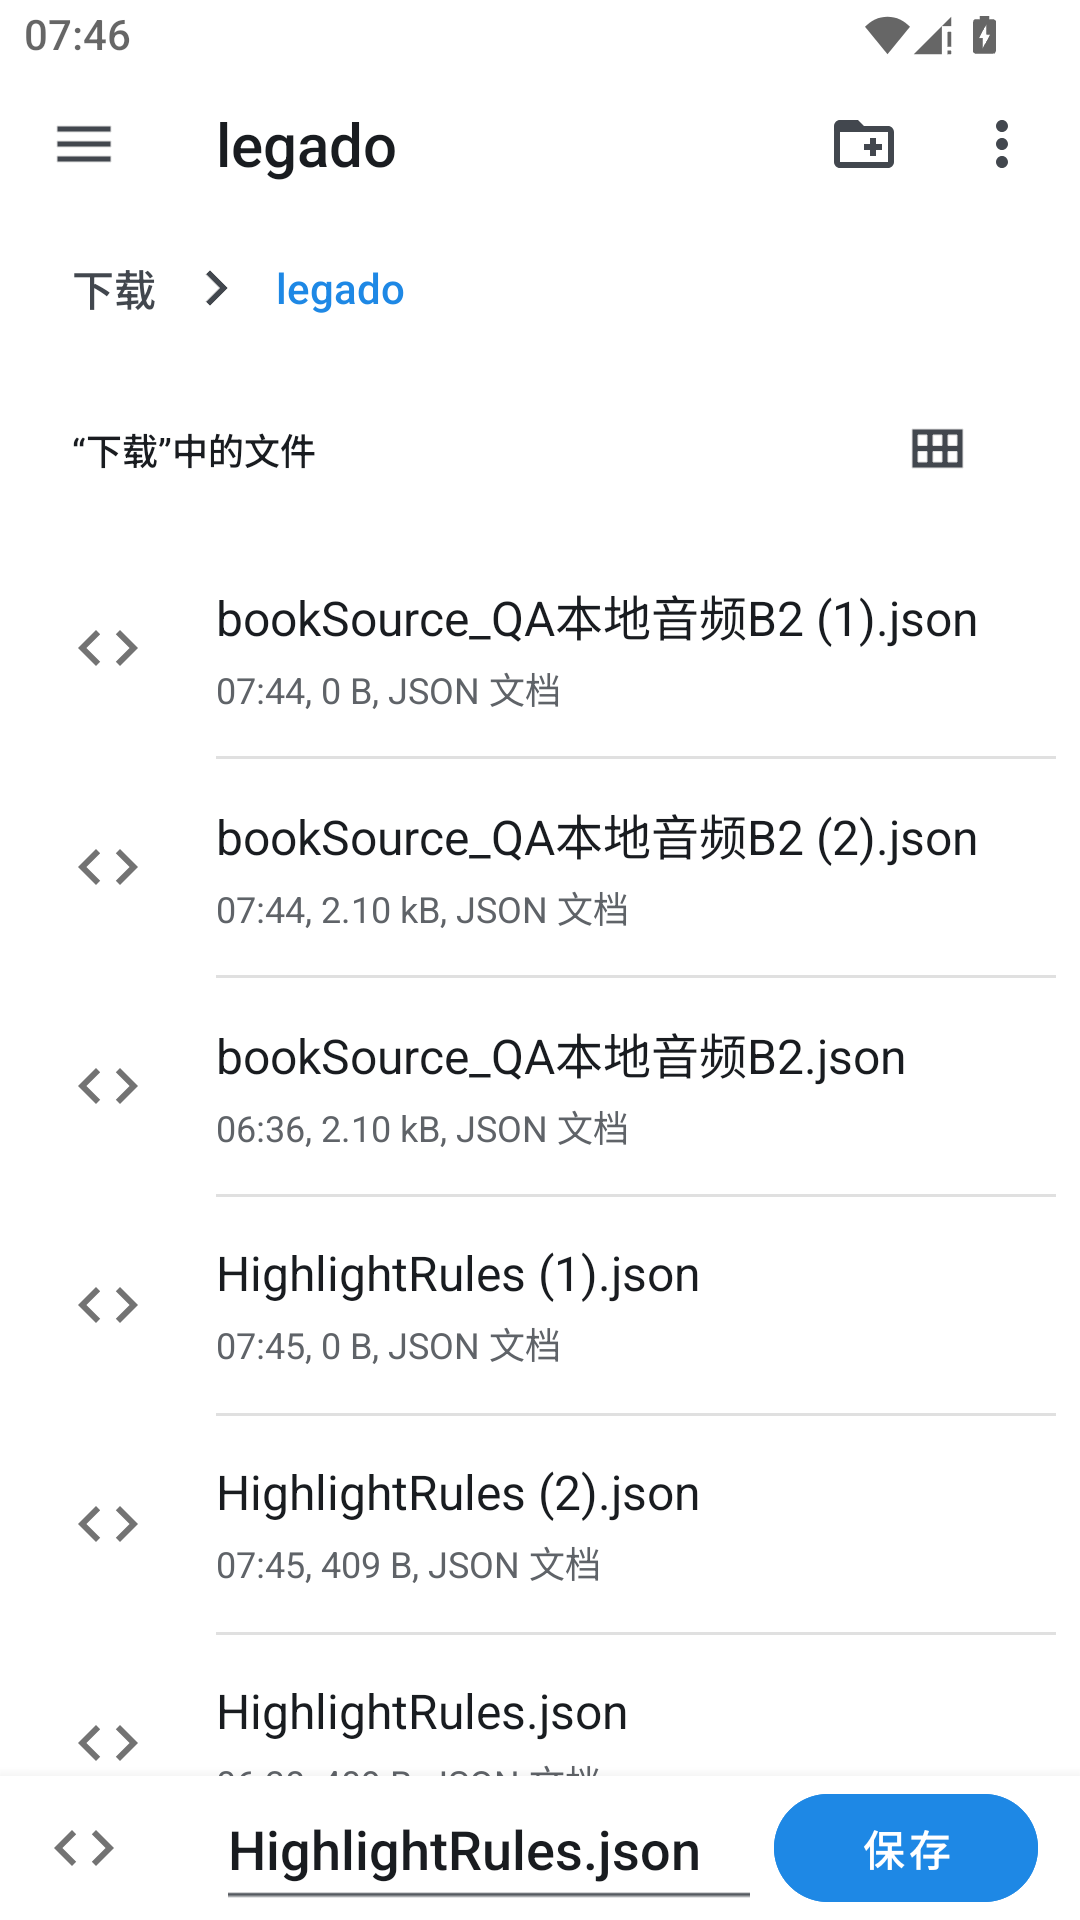 07:46
legado
下载 legado
“下载”中的文件
bookSource_QA本地音频B2 (1).json
07:44, 0 B, JSON 文档
bookSource_QA本地音频B2 (2).json
07:44, 2.10 kB, JSON 文档
bookSource_QA本地音频B2.json
06:36, 2.10 kB, JSON 文档
HighlightRules (1).json
07:45, 0 B, JSON 文档
HighlightRules (2).json
07:45, 409 B, JSON 文档
HighlightRules.json
HighlightRules.json
保存